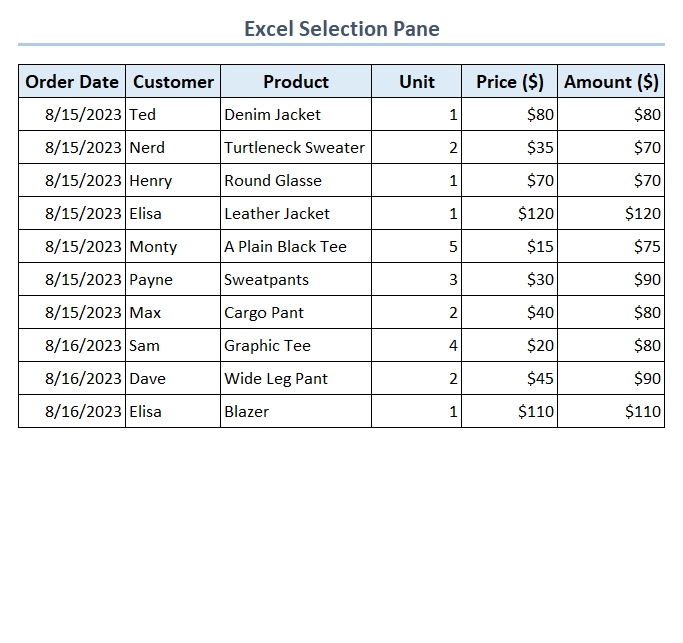 Excel Selection Pane
Order Date Customer Product Unit Price ($) Amount ($)
8/15/2023 Ted Denim Jacket 1 $80 $80
8/15/2023 Nerd Turtleneck Sweater 2 $35 $70
8/15/2023 Henry Round Glasse 1 $70 $70
8/15/2023 Elisa Leather Jacket 1 $120 $120
8/15/2023 Monty A Plain Black Tee 5 $15 $75
8/15/2023 Payne Sweatpants 3 $30 $90
8/15/2023 Max Cargo Pant 2 $40 $80
8/16/2023 Sam Graphic Tee 4 $20 $80
8/16/2023 Dave Wide Leg Pant 2 $45 $90
8/16/2023 Elisa Blazer 1 $110 $110